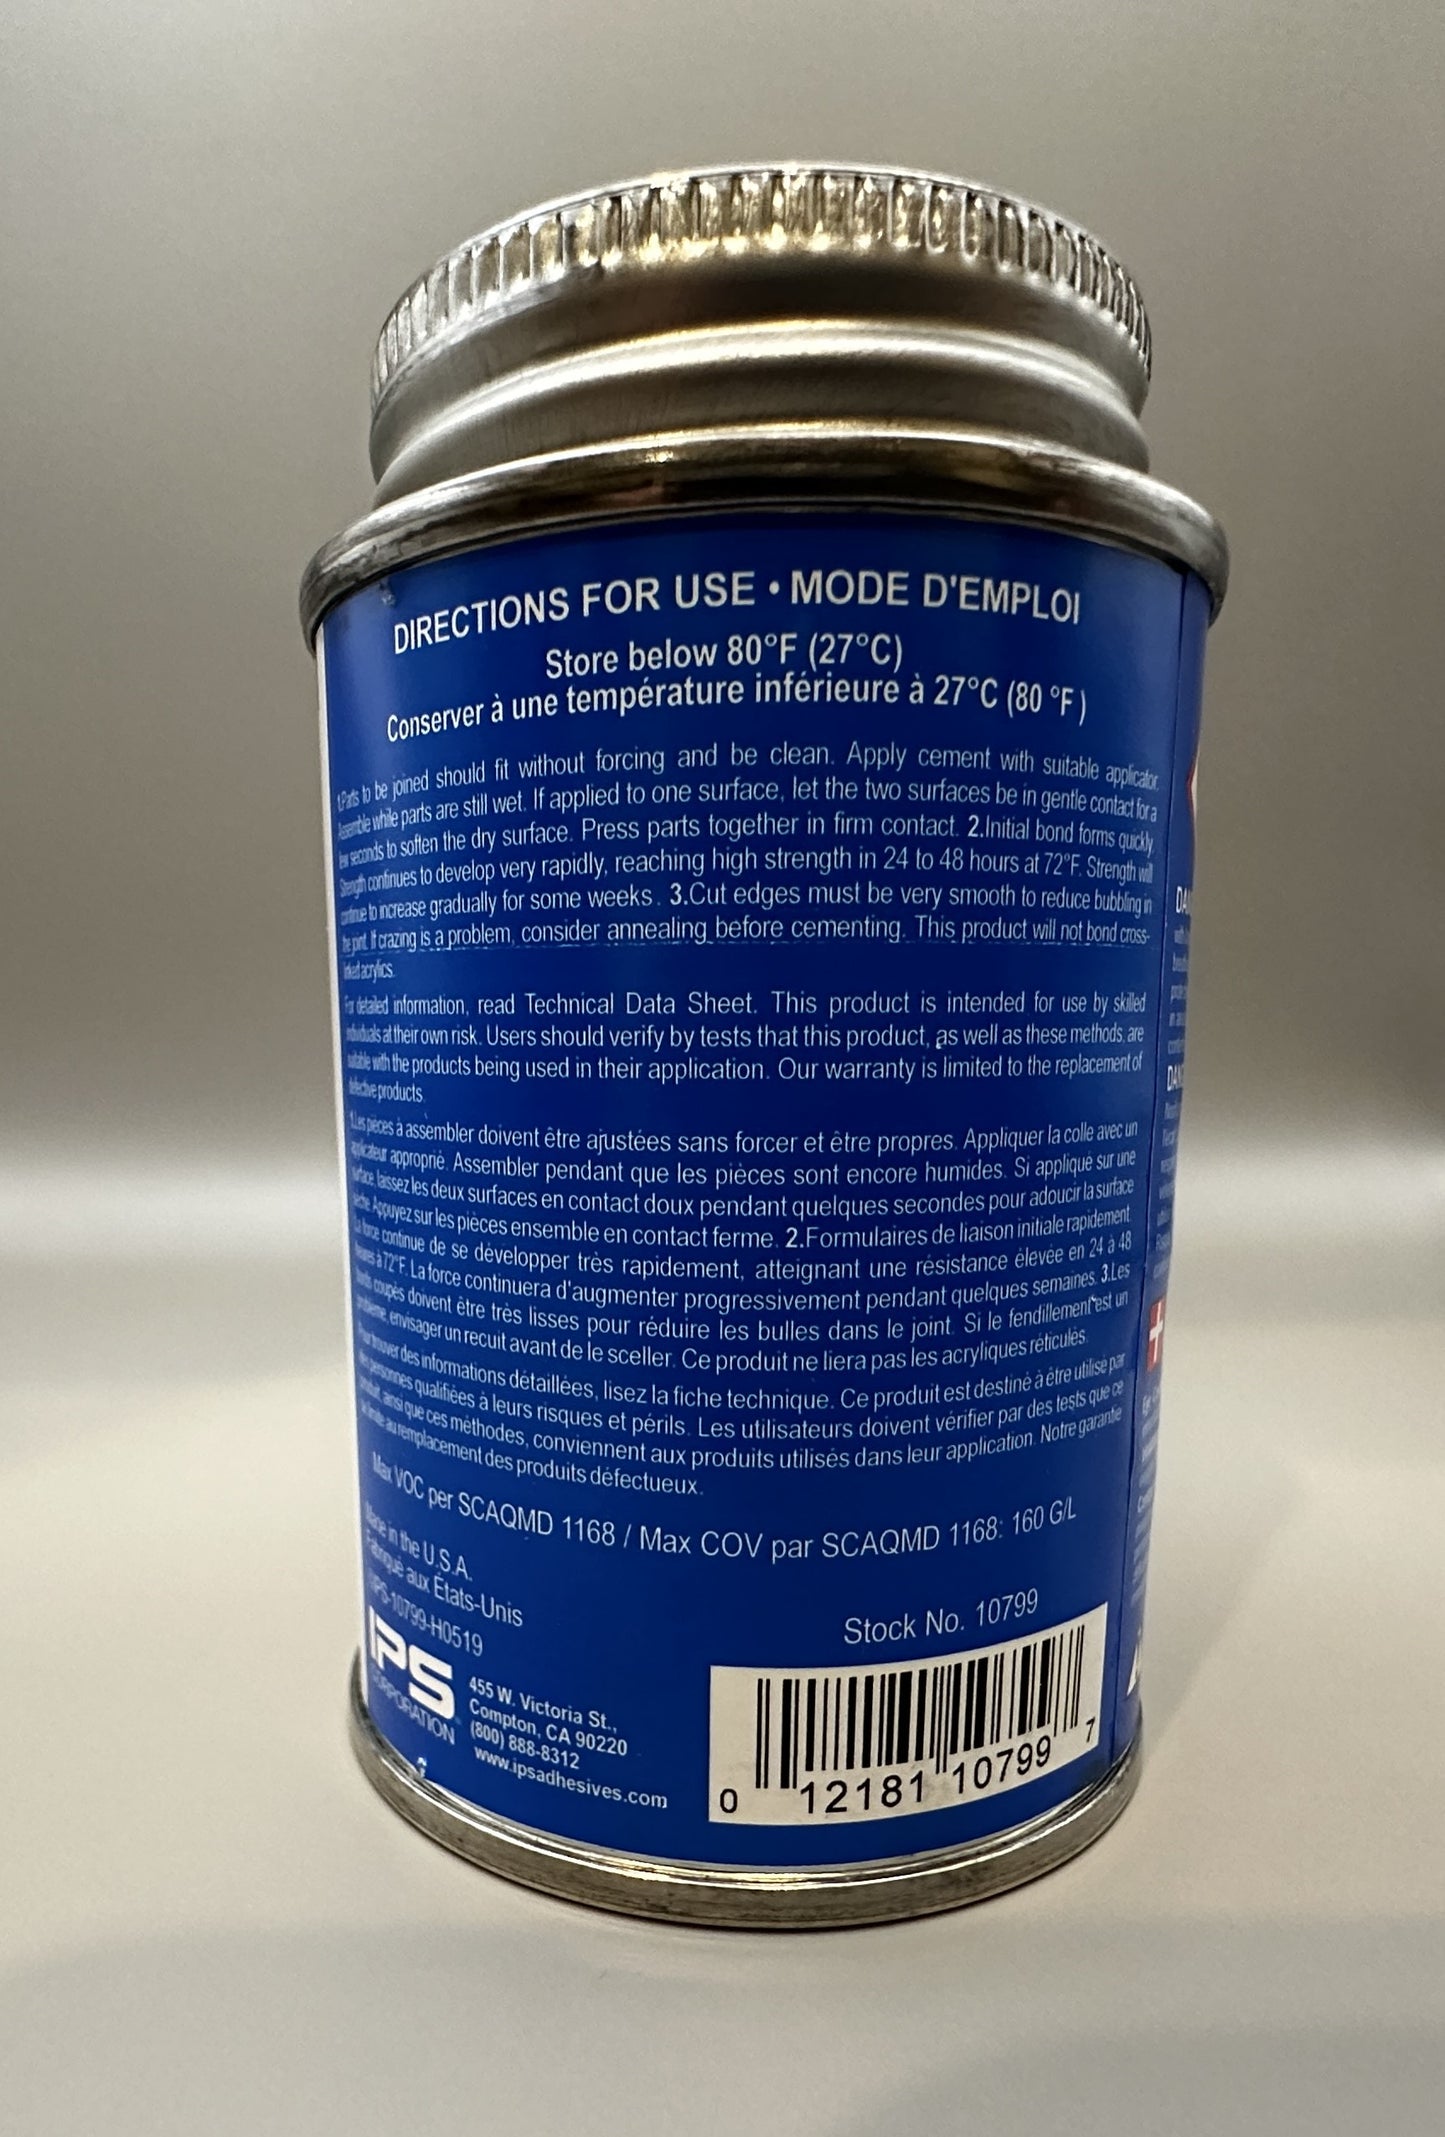 DIRECTIONS FOR USE • MODE D'EMPLOI
Store below 80°F (27°C)
Conserver à une température inférieure à 27°C (80 °F)
1.Parts to be joined should fit without forcing and be clean. Apply cement with suitable applicator.
Assemble while parts are still wet. If applied to one surface, let the two surfaces be in gentle contact for a
few seconds to soften the dry surface. Press parts together in firm contact. 2.Initial bond forms quickly.
Strength continues to develop very rapidly, reaching high strength in 24 to 48 hours at 72°F. Strength will
continue to increase gradually for some weeks. 3.Cut edges must be very smooth to reduce bubbling in
the joint. If crazing is a problem, consider annealing before cementing. This product will not bond cross-
linked acrylics.
For detailed information, read Technical Data Sheet. This product is intended for use by skilled
individuals at their own risk. Users should verify by tests that this product, as well as these methods, are
suitable with the products being used in their application. Our warranty is limited to the replacement of
defective products.
1.Les pièces à assembler doivent être ajustées sans forcer et être propres. Appliquer la colle avec un
applicateur approprié. Assembler pendant que les pièces sont encore humides. Si appliqué sur une
surface, laissez les deux surfaces en contact doux pendant quelques secondes pour adoucir la surface
sèche. Appuyez sur les pièces ensemble en contact ferme. 2.Formulaires de liaison initiale rapidement
La force continue de se développer très rapidement, atteignant une résistance élevée en 24 à 48
heures à 72°F. La force continuera d'augmenter progressivement pendant quelques semaines. 3.Les
bords coupés doivent être très lisses pour réduire les bulles dans le joint. Si le fendillement est un
problème, envisager un recuit avant de le sceller. Ce produit ne liera pas les acryliques réticulés.
Pour trouver des informations détaillées, lisez la fiche technique. Ce produit est destiné à être utilisé par
des personnes qualifiées à leurs risques et périls. Les utilisateurs doivent vérifier par des tests que ce
produit, ainsi que ces méthodes, conviennent aux produits utilisés dans leur application. Notre garantie
se limite au remplacement des produits défectueux.
Max VOC per SCAQMD 1168 / Max COV par SCAQMD 1168: 160 G/L
Made in the U.S.A.
Fabriqué aux États-Unis
IPS-10799-H0519
Stock No. 10799
IPS
CORPORATION
455 W. Victoria St.,
Compton, CA 90220
(800) 888-8312
www.ipsadhesives.com
0 12181 10799 7